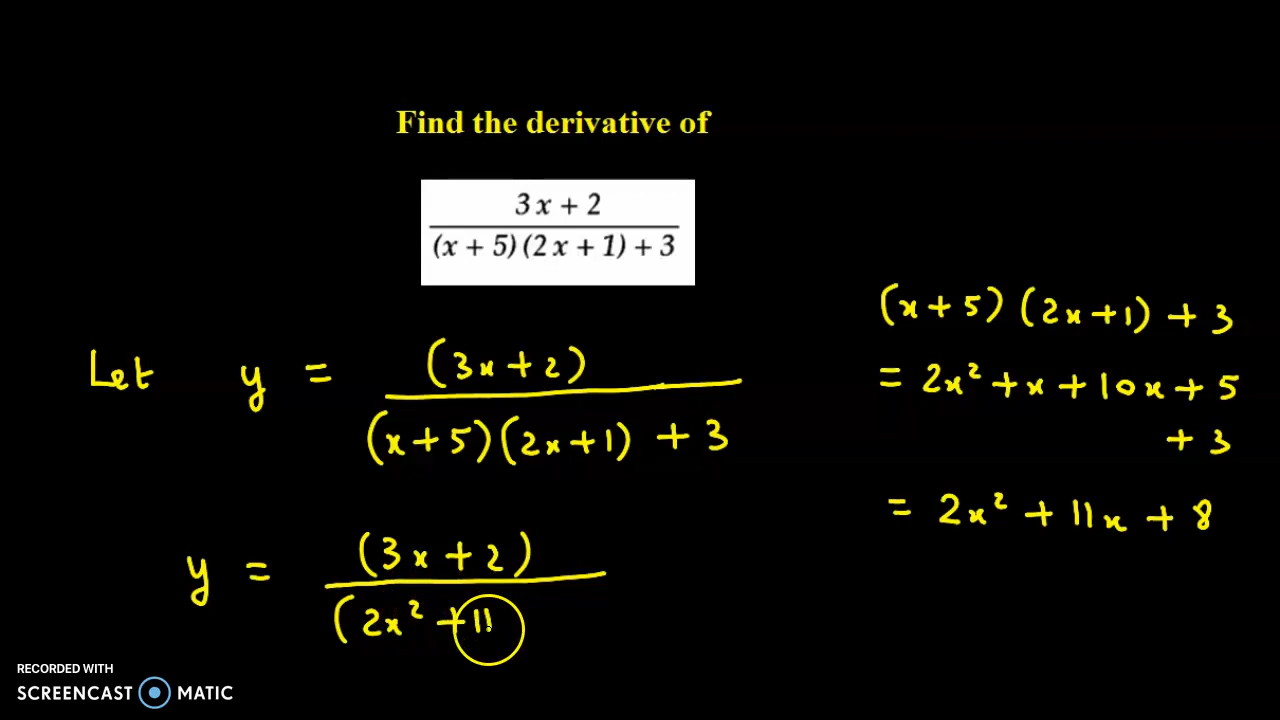 Find the derivative of
3x + 2
(x + 5)(2x + 1) + 3
Let y = (3x + 2)
(x + 5)(2x + 1) + 3
y = (3x + 2)
(2x² + 11
(x + 5) (2x + 1) + 3
= 2x² + x + 10x + 5
+ 3
= 2x² + 11x + 8
RECORDED WITH
SCREENCAST MATIC